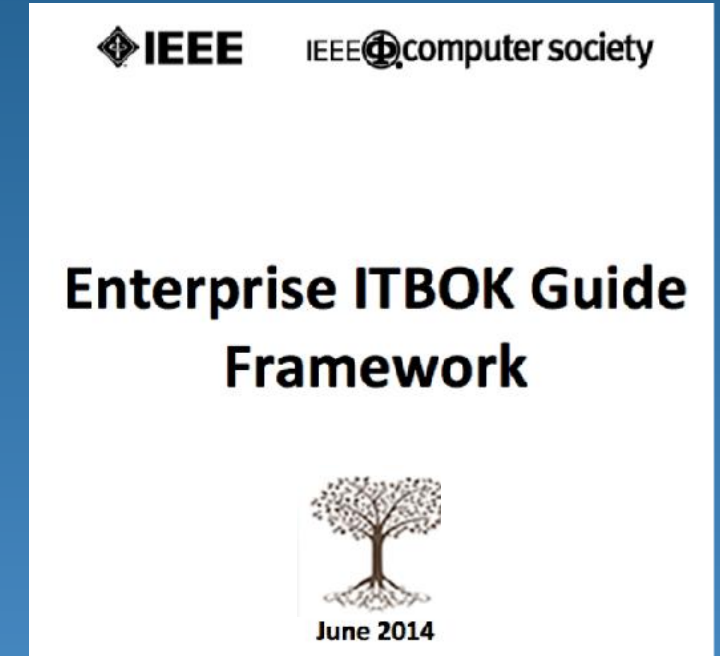 IEEE IEEE computer society
Enterprise ITBOK Guide
Framework
June 2014